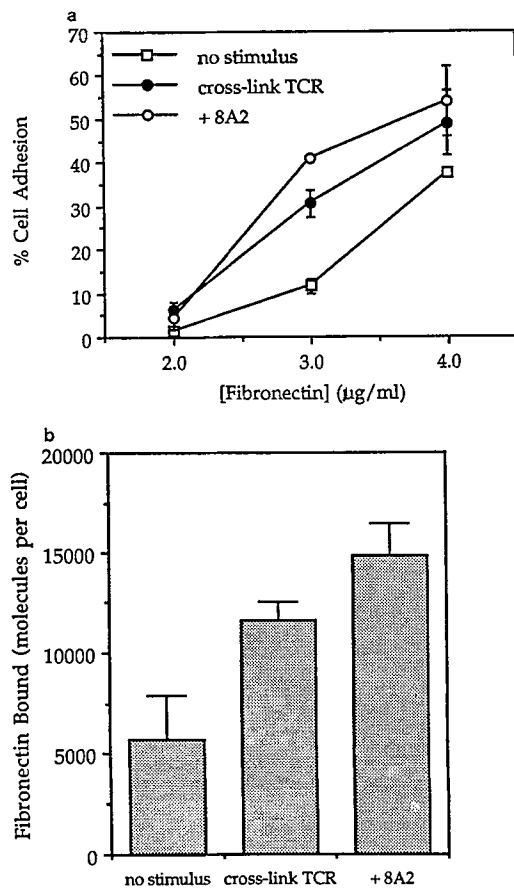 a
70
60
50
40
30
20
10
0
% Cell Adhesion
no stimulus
cross-link TCR
+ 8A2
2.0 3.0 4.0
[Fibronectin] (µg/ml)
b
20000
15000
10000
5000
0
Fibronectin Bound (molecules per cell)
no stimulus cross-link TCR + 8A2